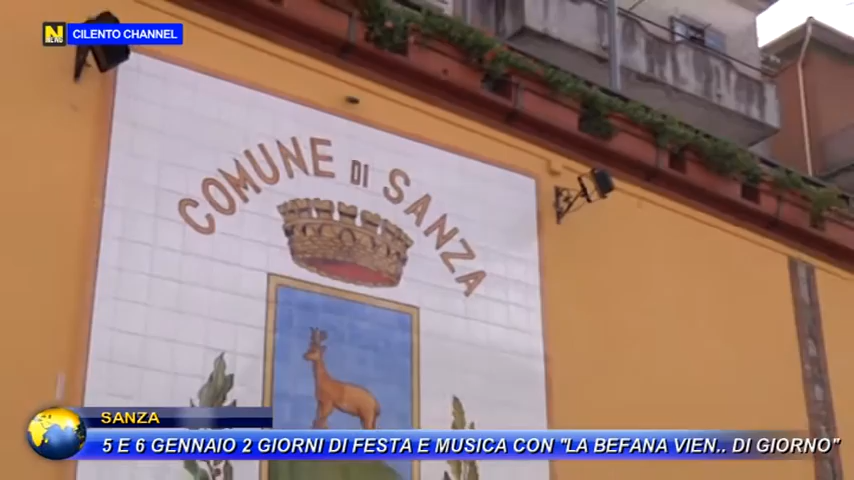 N
CILENTO CHANNEL
COMUNE DI SANZA
SANZA
5 E 6 GENNAIO 2 GIORNI DI FESTA E MUSICA CON "LA BEFANA VIEN.. DI GIORNO"